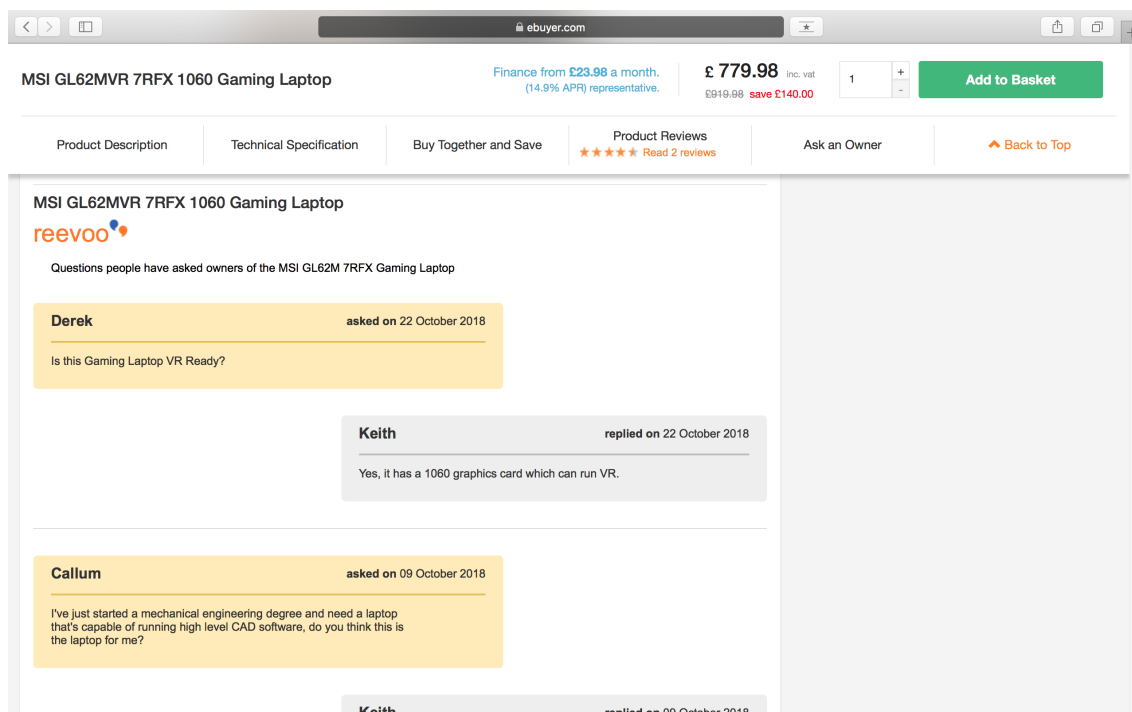 ebuyer.com
MSI GL62MVR 7RFX 1060 Gaming Laptop
Finance from £23.98 a month.
(14.9% APR) representative.
£ 779.98 inc. vat
£919.98 save £140.00
1
+
-
Add to Basket
Product Description
Technical Specification
Buy Together and Save
Product Reviews
Read 2 reviews
Ask an Owner
Back to Top
MSI GL62MVR 7RFX 1060 Gaming Laptop
reevoo
Questions people have asked owners of the MSI GL62M 7RFX Gaming Laptop
Derek asked on 22 October 2018
Is this Gaming Laptop VR Ready?
Keith replied on 22 October 2018
Yes, it has a 1060 graphics card which can run VR.
Callum asked on 09 October 2018
I've just started a mechanical engineering degree and need a laptop
that's capable of running high level CAD software, do you think this is
the laptop for me?
Keith replied on 09 October 2018